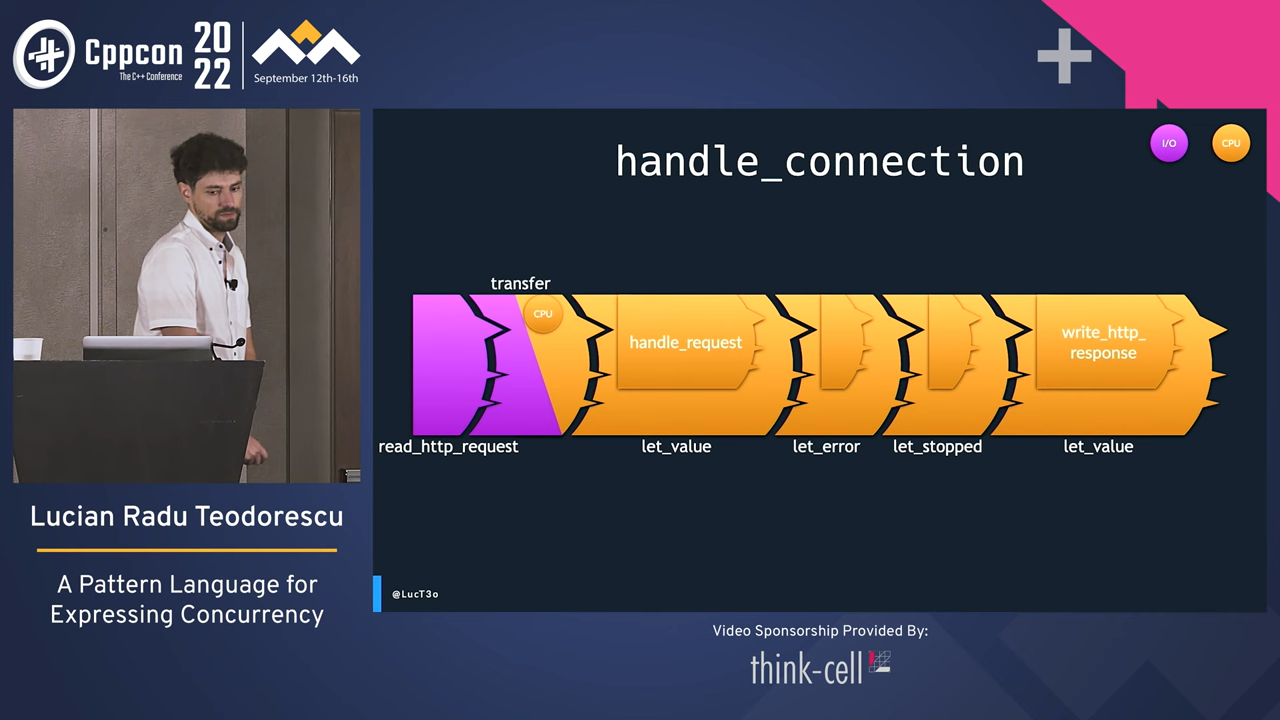 Cppcon
The C++ Conference
20
22
September 12th-16th
handle_connection
I/O
CPU
transfer
CPU
handle_request
write_http_
response
read_http_request
let_value
let_error
let_stopped
let_value
@LucT3o
Lucian Radu Teodorescu
A Pattern Language for
Expressing Concurrency
Video Sponsorship Provided By:
think-cell